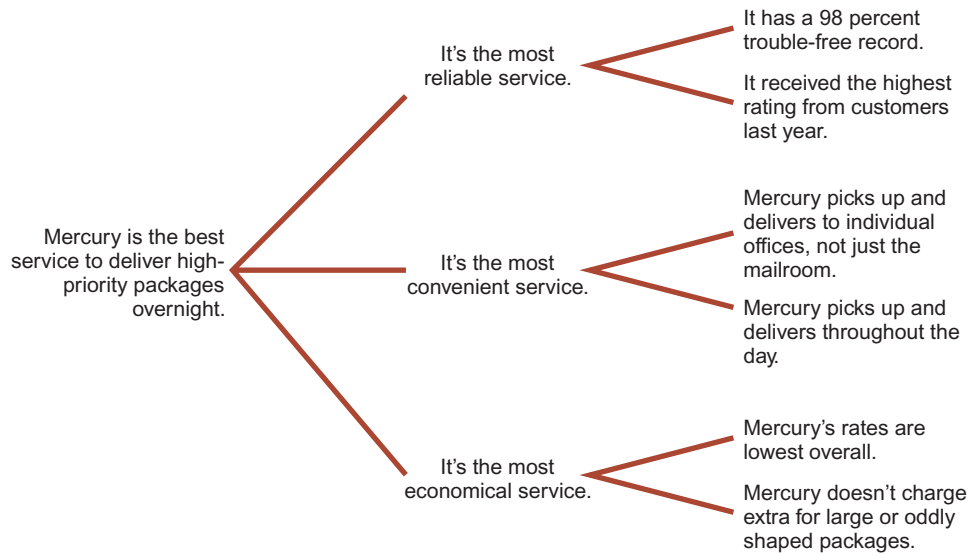 Mercury is the best
service to deliver high-
priority packages
overnight.
It’s the most
reliable service.
It has a 98 percent
trouble-free record.
It received the highest
rating from customers
last year.
It’s the most
convenient service.
Mercury picks up and
delivers to individual
offices, not just the
mailroom.
Mercury picks up and
delivers throughout the
day.
It’s the most
economical service.
Mercury’s rates are
lowest overall.
Mercury doesn’t charge
extra for large or oddly
shaped packages.